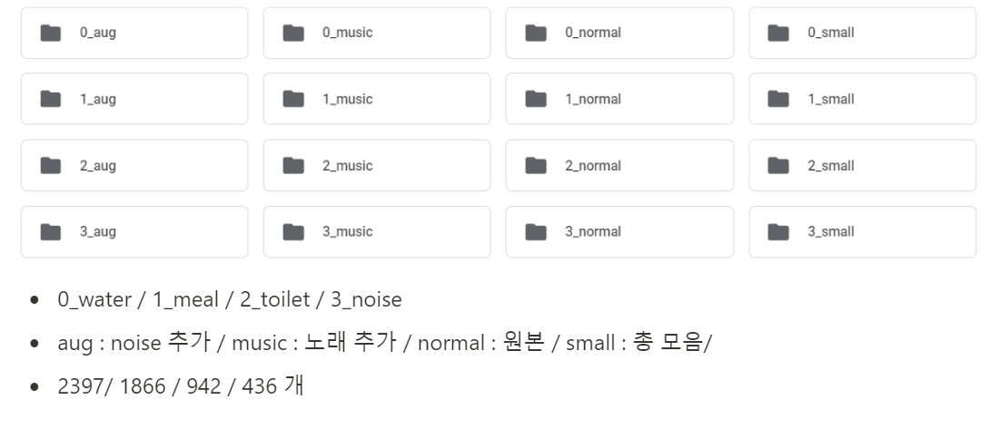 0_aug 0_music 0_normal 0_small
1_aug 1_music 1_normal 1_small
2_aug 2_music 2_normal 2_small
3_aug 3_music 3_normal 3_small
• 0_water / 1_meal / 2_toilet / 3_noise
• aug : noise 추가 / music : 노래 추가 / normal : 원본 / small : 총 모음/
• 2397/ 1866 / 942 / 436 개